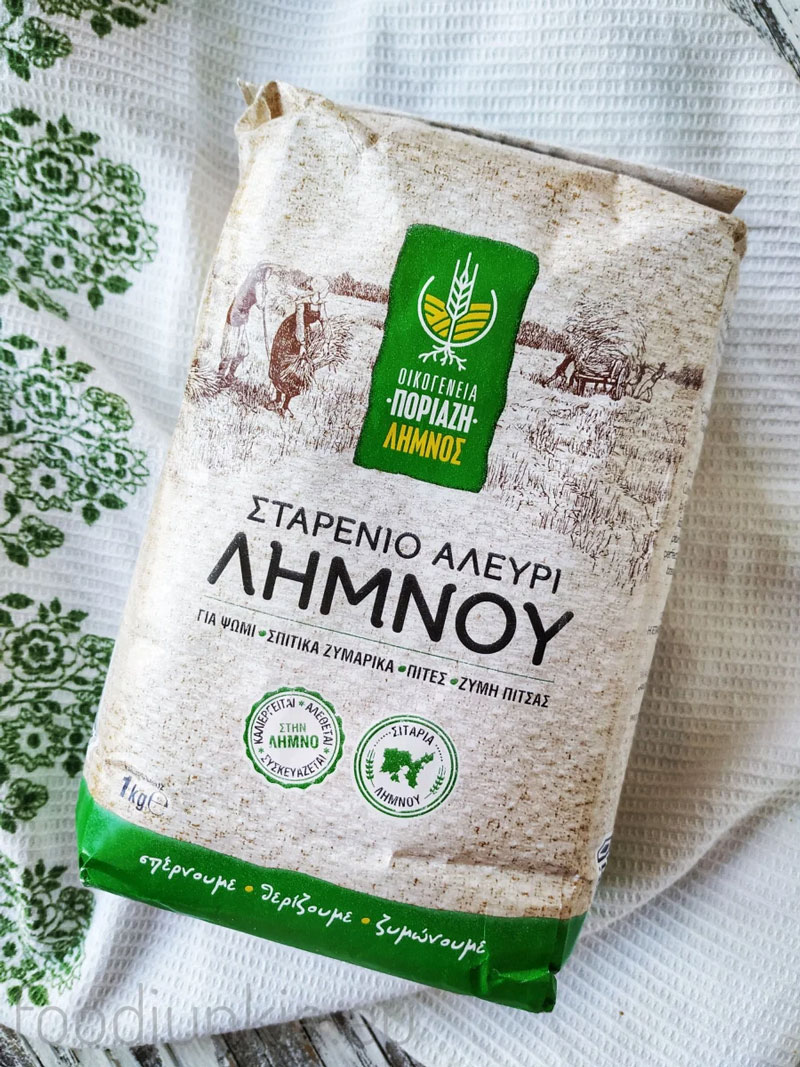 ΟΙΚΟΓΕΝΕΙΑ
·ΠΟΡΙΑΖΗ·
ΛΗΜΝΟΣ
ΣΤΑΡΕΝΙΟ ΑΛΕΥΡΙ
ΛΗΜΝΟΥ
ΓΙΑ ΨΩΜΙ • ΣΠΙΤΙΚΑ ΖΥΜΑΡΙΚΑ • ΠΙΤΕΣ • ΖΥΜΗ ΠΙΤΣΑΣ
ΚΑΛΙΕΡΓΕΙΤΑΙ * ΑΛΕΘΕΤΑΙ
ΣΤΗΝ
ΛΗΜΝΟ
* ΣΥΣΚΕΥΑΖΕΤΑΙ *
ΣΙΤΑΡΙΑ
ΛΗΜΝΟΥ
1kg e
σπέρνουμε • θερίζουμε • ζυμώνουμε